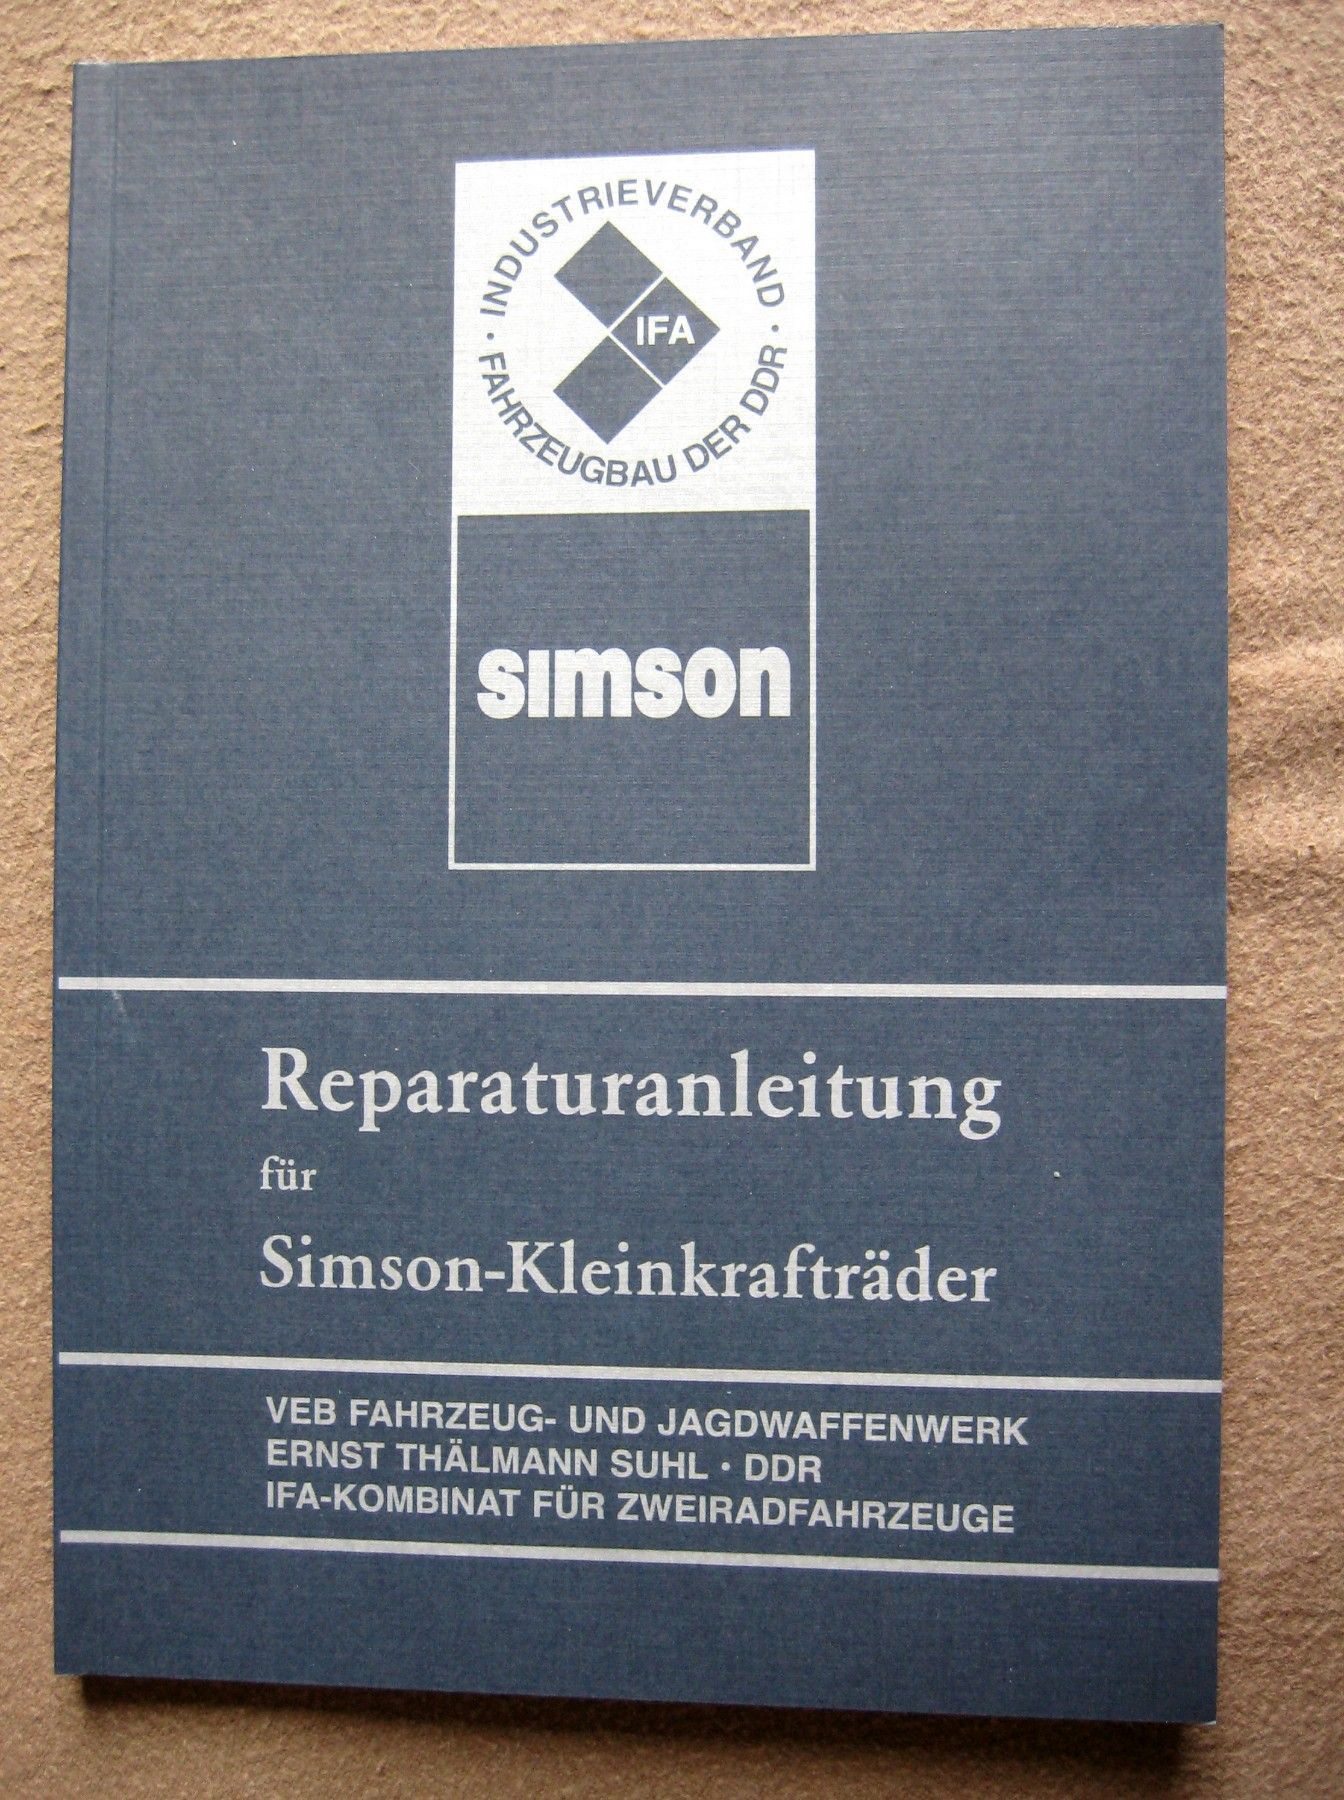 · INDUSTRIEVERBAND ·
FAHRZEUGBAU DER DDR
IFA
simson
Reparaturanleitung
für
Simson-Kleinkrafträder
VEB FAHRZEUG- UND JAGDWAFFENWERK
ERNST THÄLMANN SUHL · DDR
IFA-KOMBINAT FÜR ZWEIRADFAHRZEUGE